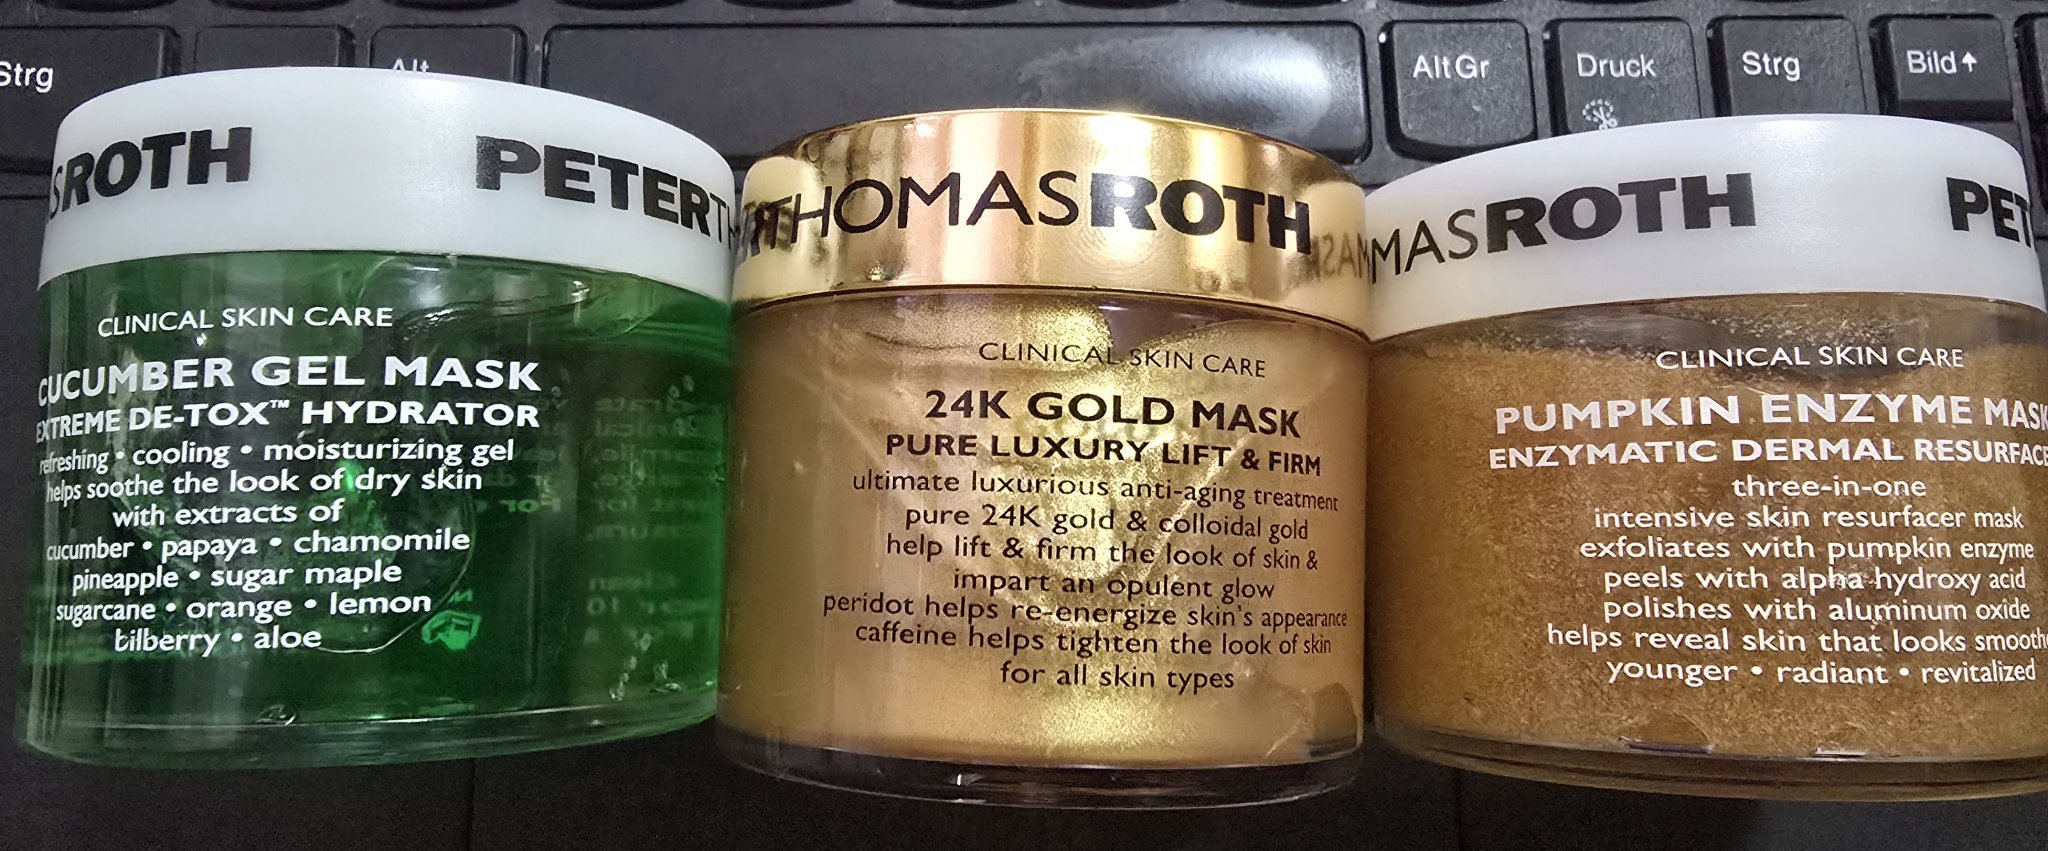 Strg
Alt
Alt Gr
Druck
Strg
Bild
SROTH
PETERT
CLINICAL SKIN CARE
CUCUMBER GEL MASK
EXTREME DE-TOX™ HYDRATOR
refreshing • cooling • moisturizing gel
helps soothe the look of dry skin
with extracts of
cucumber • papaya • chamomile
pineapple • sugar maple
sugarcane • orange • lemon
bilberry • aloe
THOMASROTH
CLINICAL SKIN CARE
24K GOLD MASK
PURE LUXURY LIFT & FIRM
ultimate luxurious anti-aging treatment
pure 24K gold & colloidal gold
help lift & firm the look of skin &
impart an opulent glow
peridot helps re-energize skin's appearance
caffeine helps tighten the look of skin
for all skin types
MASROTH
PET
CLINICAL SKIN CARE
PUMPKIN ENZYME MASK
ENZYMATIC DERMAL RESURFACE
three-in-one
intensive skin resurfacer mask
exfoliates with pumpkin enzyme
peels with alpha hydroxy acid
polishes with aluminum oxide
helps reveal skin that looks smooth
younger • radiant • revitalized